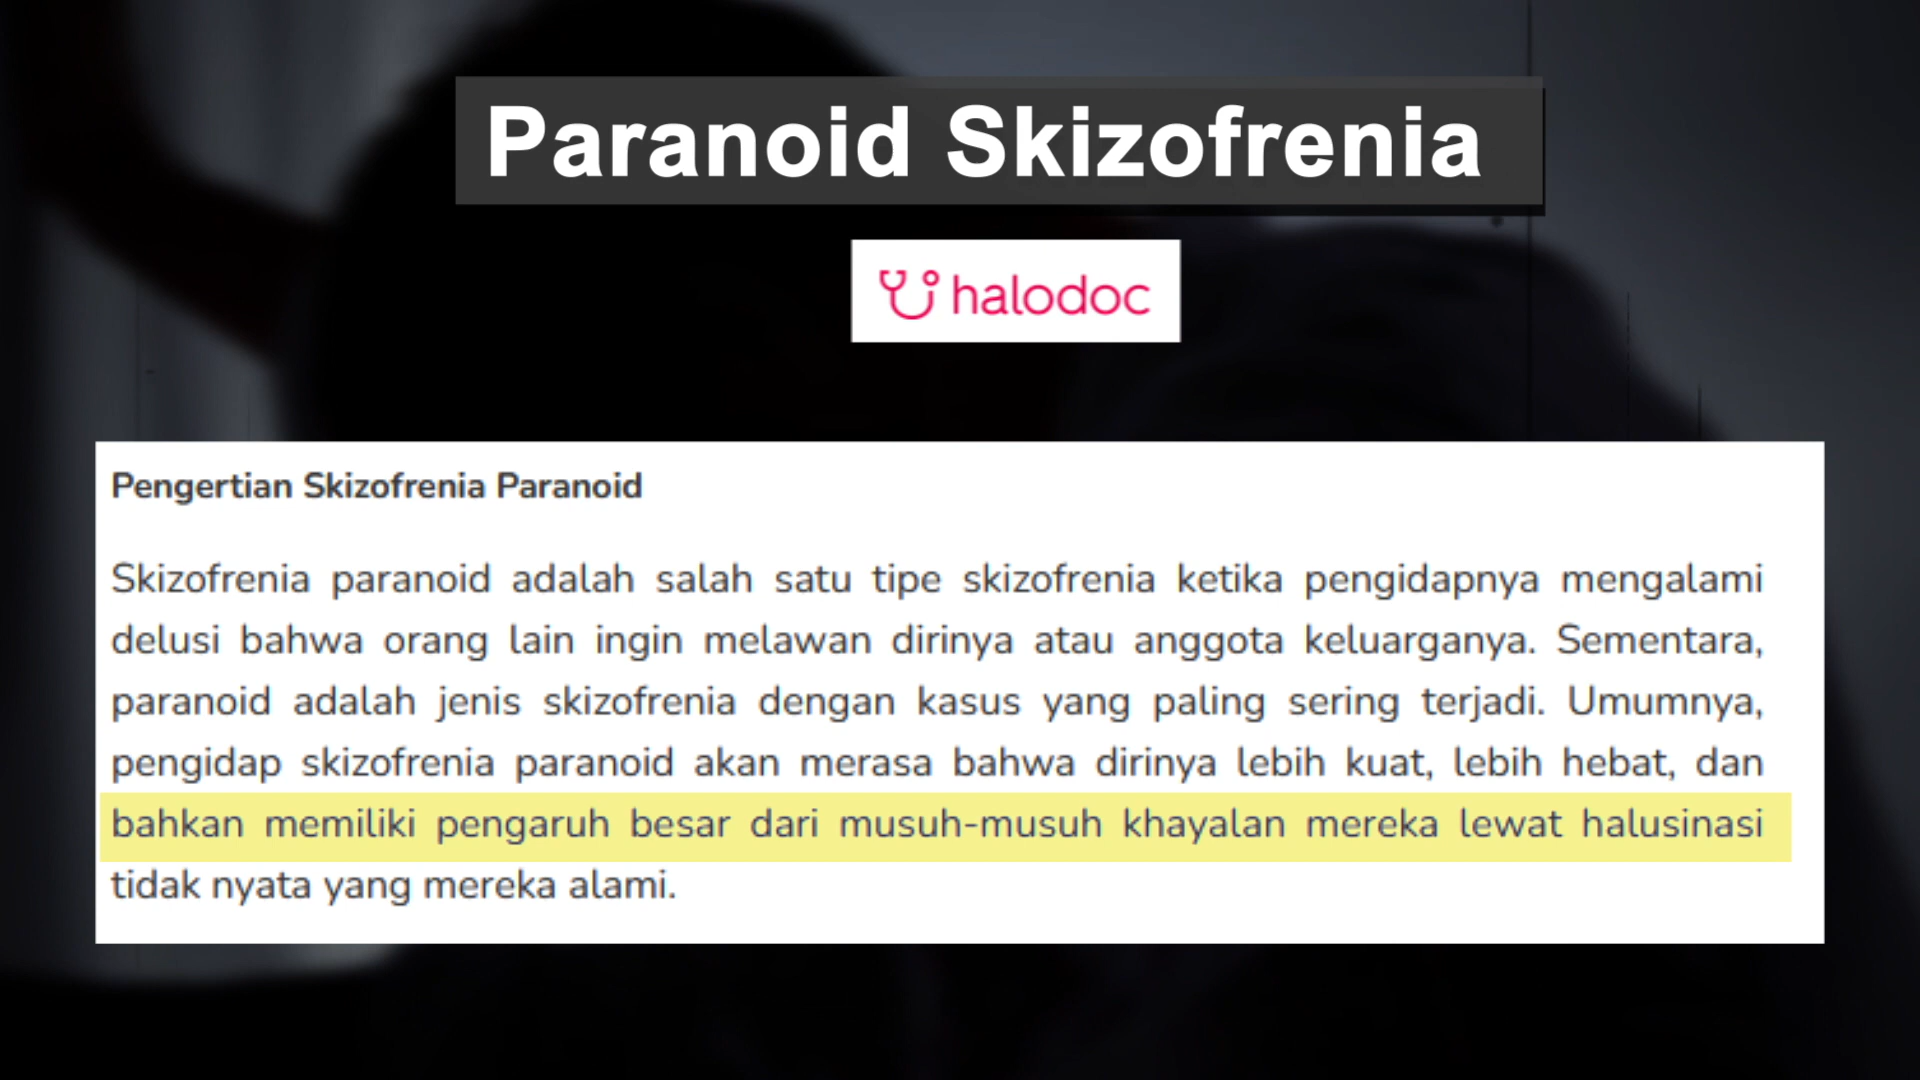 Paranoid Skizofrenia
halodoc
Pengertian Skizofrenia Paranoid
Skizofrenia paranoid adalah salah satu tipe skizofrenia ketika pengidapnya mengalami
delusi bahwa orang lain ingin melawan dirinya atau anggota keluarganya. Sementara,
paranoid adalah jenis skizofrenia dengan kasus yang paling sering terjadi. Umumnya,
pengidap skizofrenia paranoid akan merasa bahwa dirinya lebih kuat, lebih hebat, dan
bahkan memiliki pengaruh besar dari musuh-musuh khayalan mereka lewat halusinasi
tidak nyata yang mereka alami.